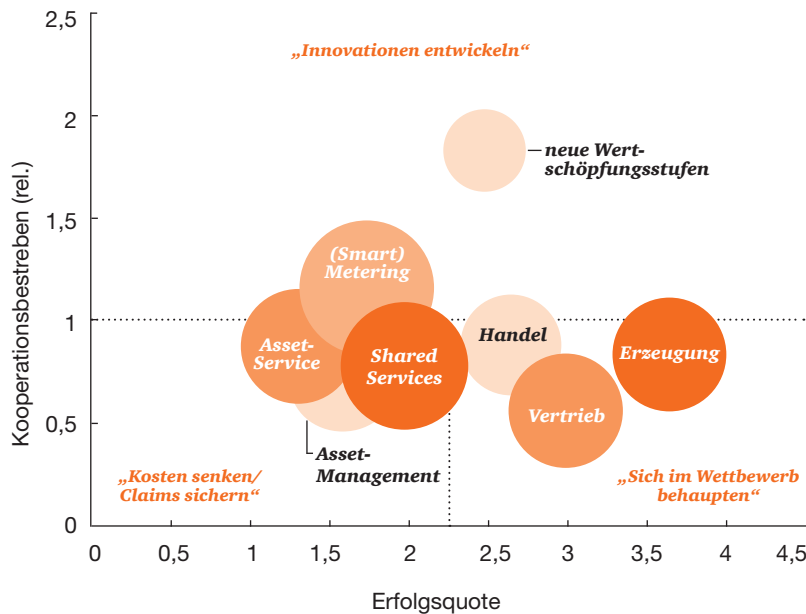 2,5
„Innovationen entwickeln“
2
neue Wert-
schöpfungsstufen
Kooperationsbestreben (rel.)
1,5
(Smart)
Metering
1
Asset-
Service
Shared
Services
Handel
Erzeugung
Vertrieb
0,5
Asset-
Management
„Kosten senken/
Claims sichern“
„Sich im Wettbewerb
behaupten“
0
0 0,5 1 1,5 2 2,5 3 3,5 4 4,5
Erfolgsquote